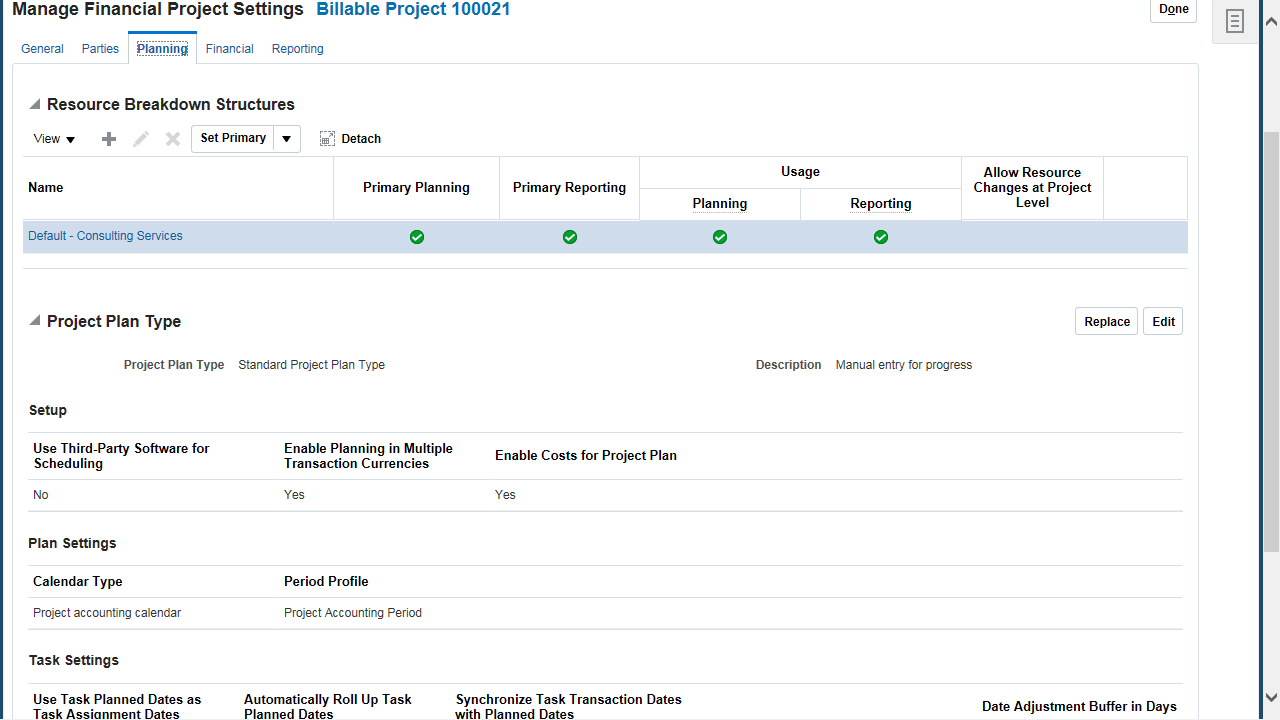 Manage Financial Project Settings Billable Project 100021
Done
General Parties Planning Financial Reporting
Resource Breakdown Structures
View Set Primary Detach
Name
Primary Planning
Primary Reporting
Usage
Planning
Reporting
Allow Resource
Changes at Project
Level
Default - Consulting Services
Project Plan Type
Replace Edit
Project Plan Type Standard Project Plan Type
Description Manual entry for progress
Setup
Use Third-Party Software for
Scheduling
Enable Planning in Multiple
Transaction Currencies
Enable Costs for Project Plan
No Yes Yes
Plan Settings
Calendar Type Period Profile
Project accounting calendar Project Accounting Period
Task Settings
Use Task Planned Dates as
Task Assignment Dates
Automatically Roll Up Task
Planned Dates
Synchronize Task Transaction Dates
with Planned Dates
Date Adjustment Buffer in Days